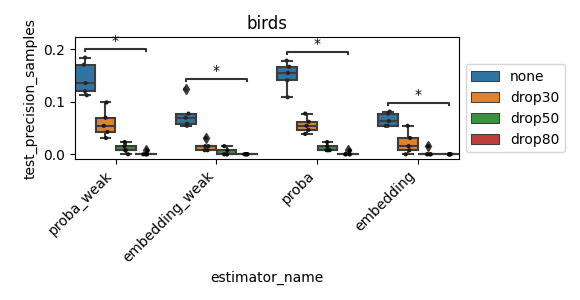 birds
test_precision_samples
0.2
0.1
0.0
*
*
*
*
proba_weak
embedding_weak
proba
embedding
estimator_name
none
drop30
drop50
drop80